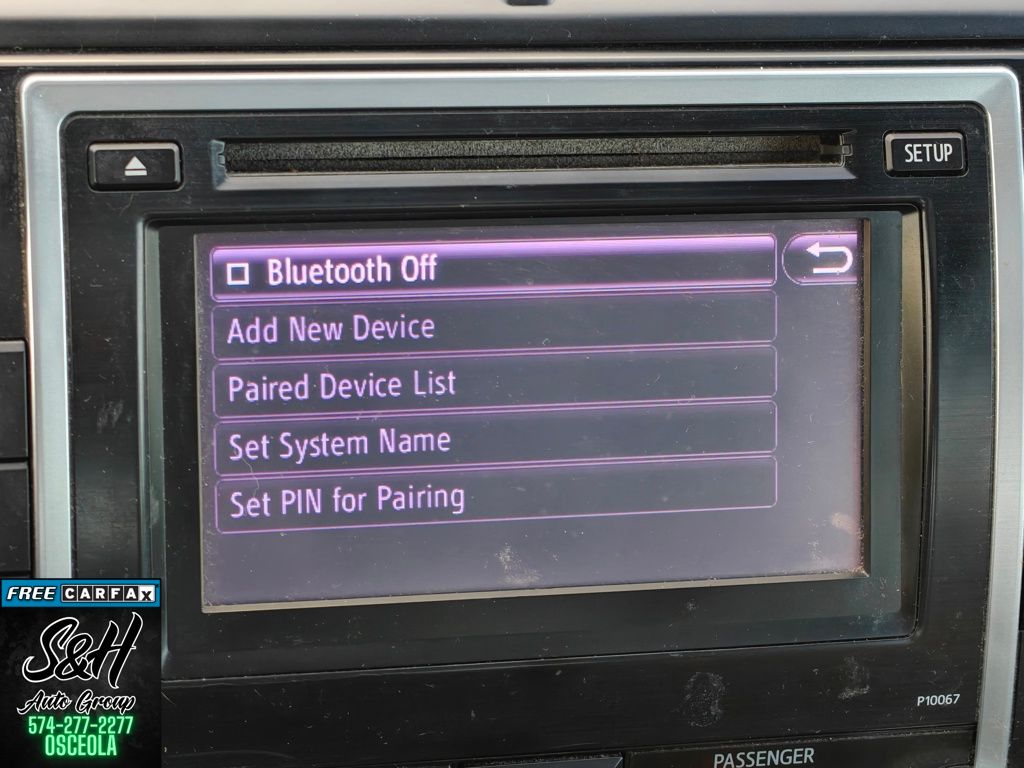 SETUP
Bluetooth Off
Add New Device
Paired Device List
Set System Name
Set PIN for Pairing
FREE CARFAX
S&H
Auto Group
574-277-2277
OSCEOLA
P10067
PASSENGER